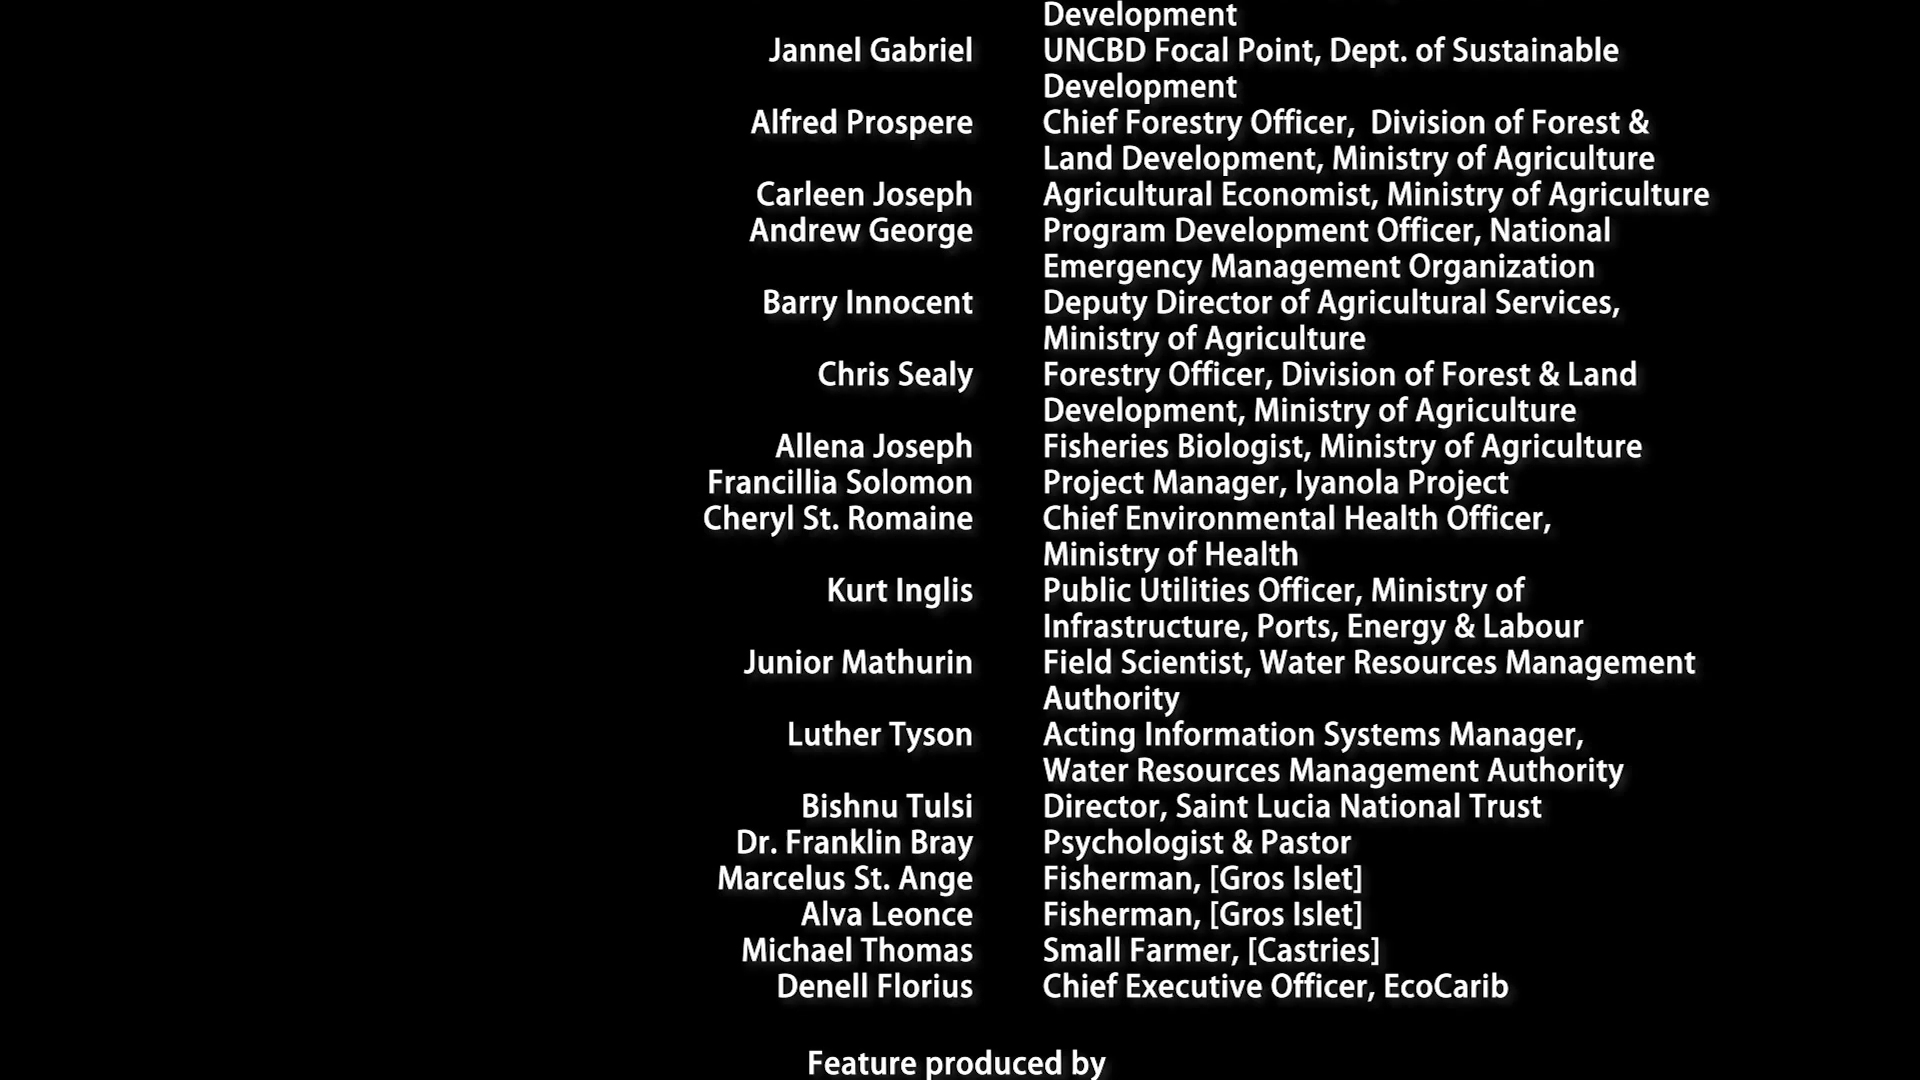 Development
Jannel Gabriel UNCBD Focal Point, Dept. of Sustainable
Development
Alfred Prospere Chief Forestry Officer, Division of Forest &
Land Development, Ministry of Agriculture
Carleen Joseph Agricultural Economist, Ministry of Agriculture
Andrew George Program Development Officer, National
Emergency Management Organization
Barry Innocent Deputy Director of Agricultural Services,
Ministry of Agriculture
Chris Sealy Forestry Officer, Division of Forest & Land
Development, Ministry of Agriculture
Allena Joseph Fisheries Biologist, Ministry of Agriculture
Francillia Solomon Project Manager, Iyanola Project
Cheryl St. Romaine Chief Environmental Health Officer,
Ministry of Health
Kurt Inglis Public Utilities Officer, Ministry of
Infrastructure, Ports, Energy & Labour
Junior Mathurin Field Scientist, Water Resources Management
Authority
Luther Tyson Acting Information Systems Manager,
Water Resources Management Authority
Bishnu Tulsi Director, Saint Lucia National Trust
Dr. Franklin Bray Psychologist & Pastor
Marcelus St. Ange Fisherman, [Gros Islet]
Alva Leonce Fisherman, [Gros Islet]
Michael Thomas Small Farmer, [Castries]
Denell Florius Chief Executive Officer, EcoCarib
Feature produced by